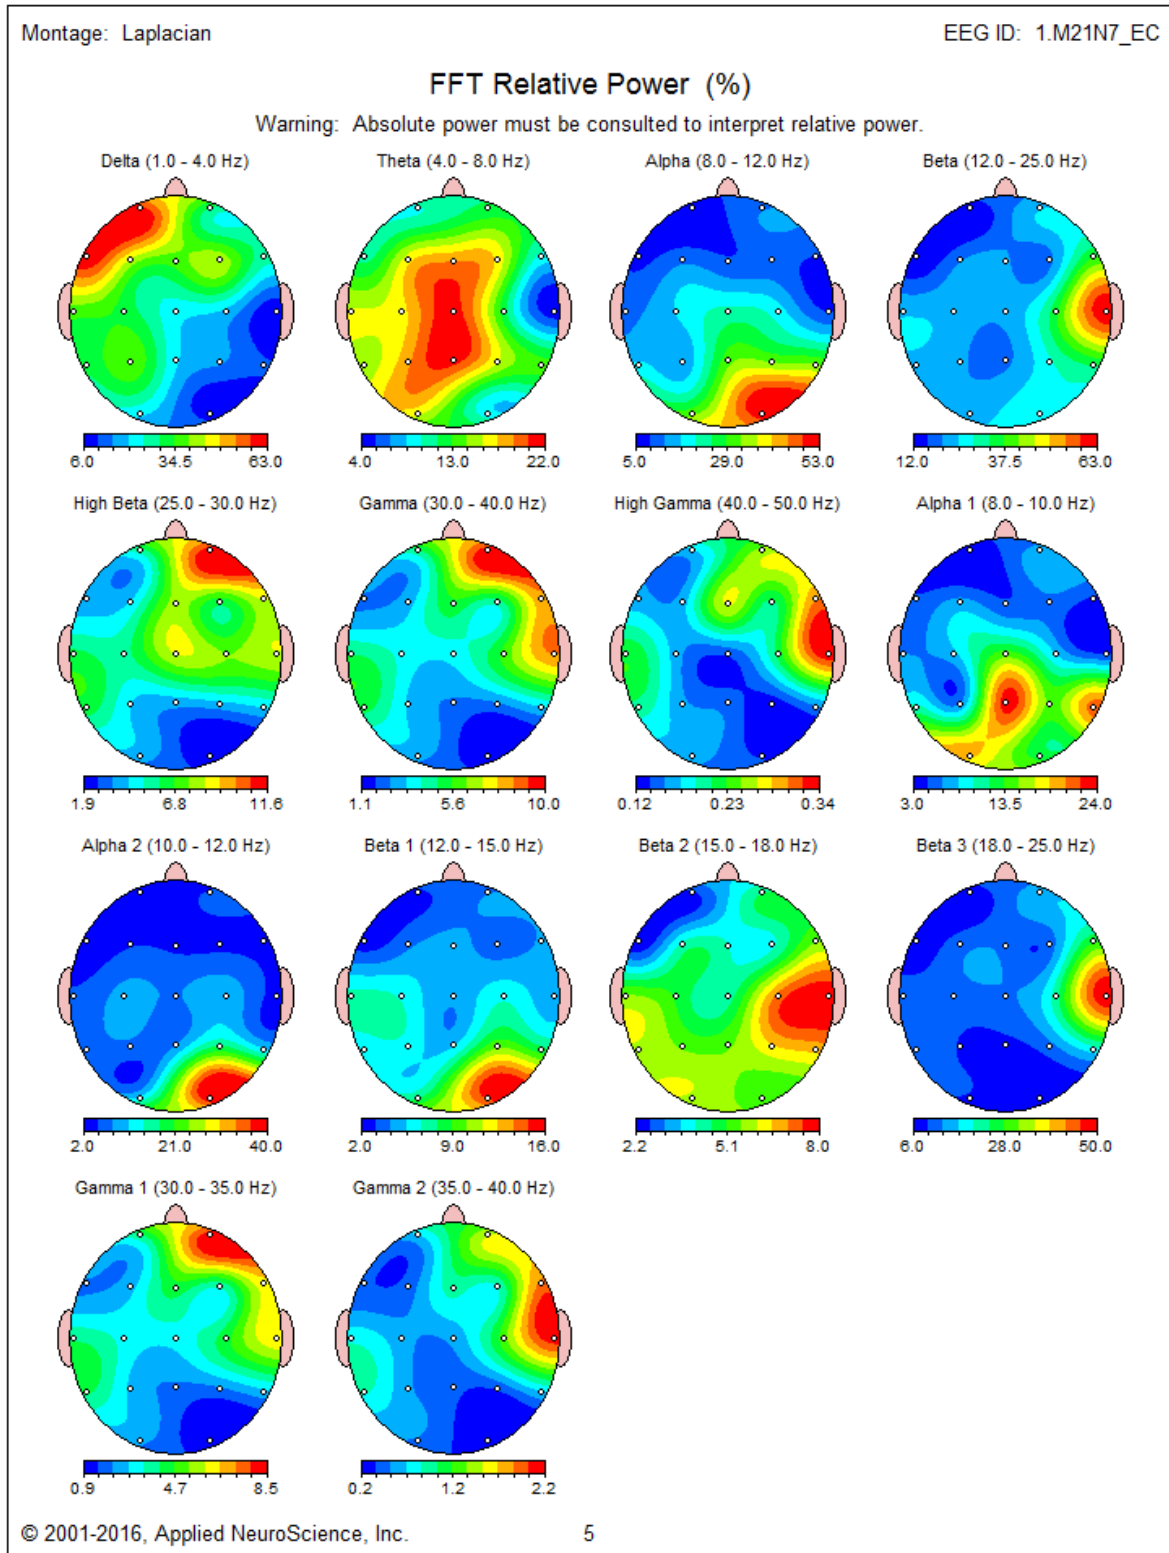 Montage: Laplacian EEG ID: 1.M21N7_EC
FFT Relative Power (%)
Warning: Absolute power must be consulted to interpret relative power.
Delta (1.0 - 4.0 Hz) Theta (4.0 - 8.0 Hz) Alpha (8.0 - 12.0 Hz) Beta (12.0 - 25.0 Hz)
6.0 34.5 63.0 4.0 13.0 22.0 5.0 29.0 53.0 12.0 37.5 63.0
High Beta (25.0 - 30.0 Hz) Gamma (30.0 - 40.0 Hz) High Gamma (40.0 - 50.0 Hz) Alpha 1 (8.0 - 10.0 Hz)
1.9 6.8 11.6 1.1 5.6 10.0 0.12 0.23 0.34 3.0 13.5 24.0
Alpha 2 (10.0 - 12.0 Hz) Beta 1 (12.0 - 15.0 Hz) Beta 2 (15.0 - 18.0 Hz) Beta 3 (18.0 - 25.0 Hz)
2.0 21.0 40.0 2.0 9.0 16.0 2.2 5.1 8.0 6.0 28.0 50.0
Gamma 1 (30.0 - 35.0 Hz) Gamma 2 (35.0 - 40.0 Hz)
0.9 4.7 8.5 0.2 1.2 2.2
© 2001-2016, Applied NeuroScience, Inc. 5